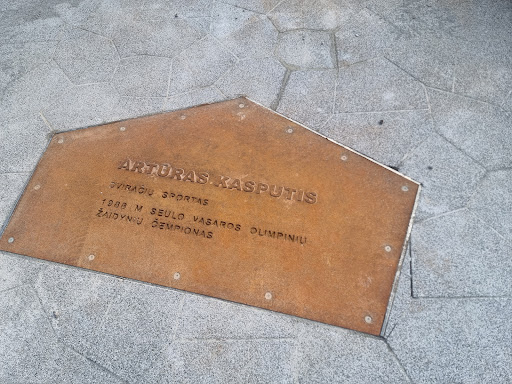 ARTŪRAS KASPUTIS
DVIRAČIŲ SPORTAS
1988 M. SEULO VASAROS OLIMPINIŲ
ŽAIDYNIŲ ČEMPIONAS